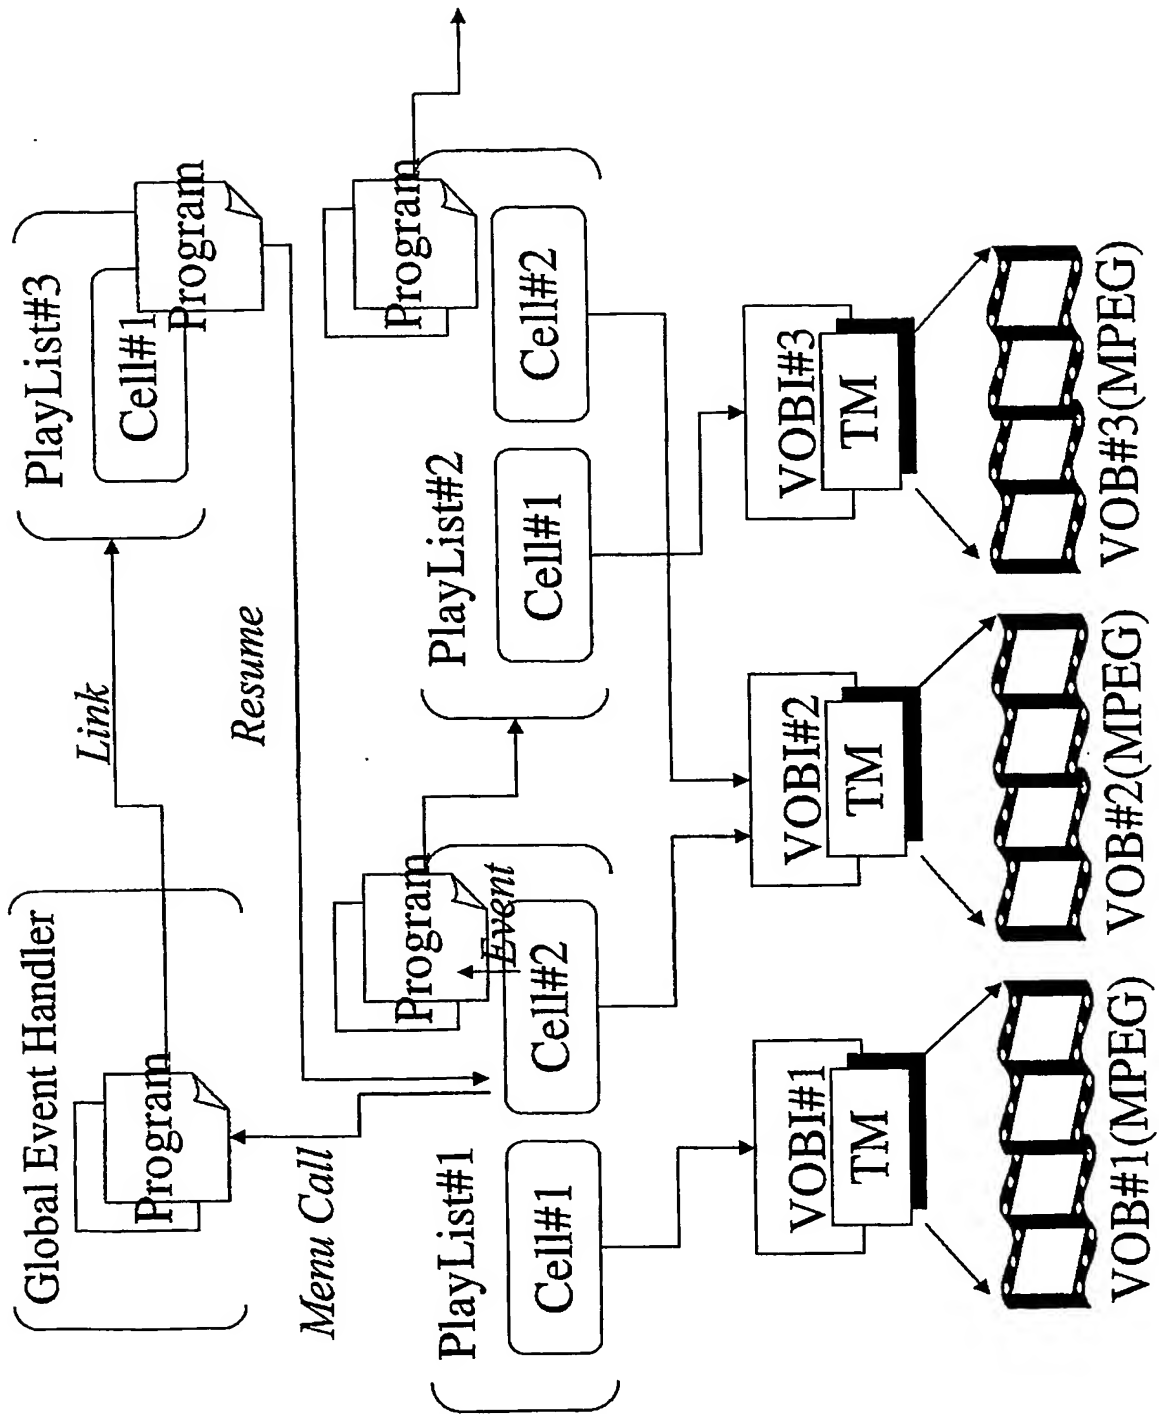 Global Event Handler
Program
Link
PlayList#3
Cell#1
Program
Menu Call
Resume
PlayList#1
Cell#1
Cell#2
Program
Event
PlayList#2
Cell#1
Cell#2
Program
VOBI#1
TM
VOBI#2
TM
VOBI#3
TM
VOB#1(MPEG)
VOB#2(MPEG)
VOB#3(MPEG)